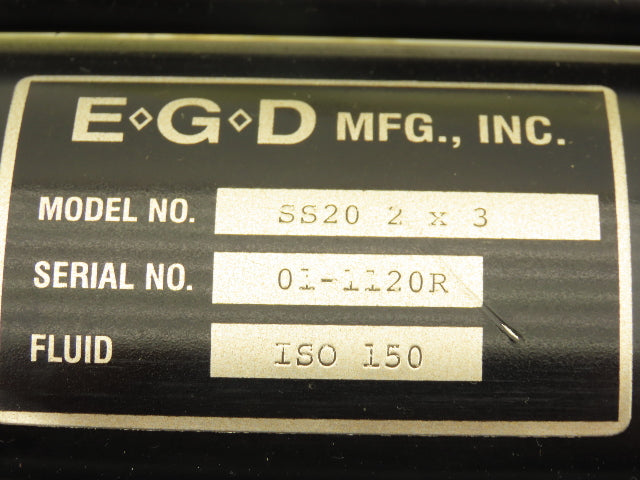 E◇G◇D MFG., INC.
MODEL NO. SS20 2 x 3
SERIAL NO. 01-1120R
FLUID ISO 150